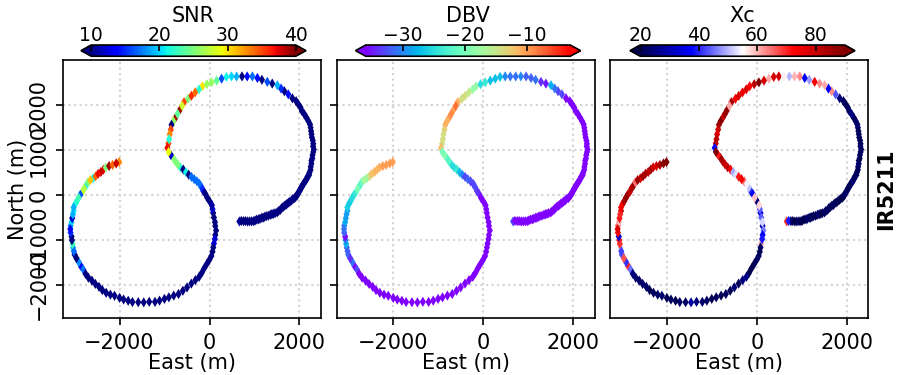 SNR
DBV
Xc
10 20 30 40
−30 −20 −10
20 40 60 80
North (m)
2000
1000
0
−1000
−2000
−2000 0 2000
−2000 0 2000
−2000 0 2000
East (m)
East (m)
East (m)
IR5211